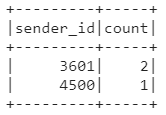 +---------+-----+
|sender_id|count|
+---------+-----+
|     3601|    2|
|     4500|    1|
+---------+-----+